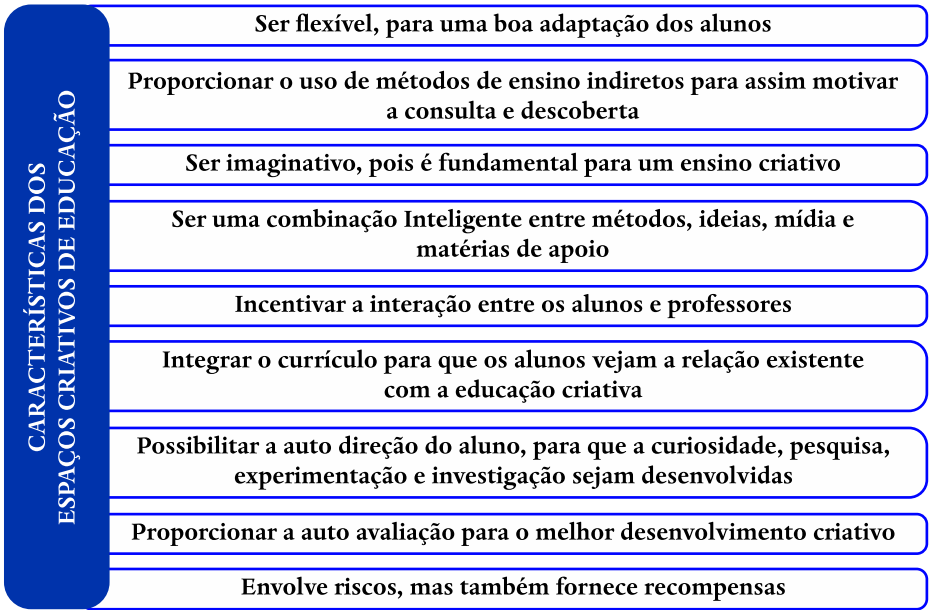 CARACTERÍSTICAS DOS
ESPAÇOS CRIATIVOS DE EDUCAÇÃO
Ser flexível, para uma boa adaptação dos alunos
Proporcionar o uso de métodos de ensino indiretos para assim motivar
a consulta e descoberta
Ser imaginativo, pois é fundamental para um ensino criativo
Ser uma combinação Inteligente entre métodos, ideias, mídia e
matérias de apoio
Incentivar a interação entre os alunos e professores
Integrar o currículo para que os alunos vejam a relação existente
com a educação criativa
Possibilitar a auto direção do aluno, para que a curiosidade, pesquisa,
experimentação e investigação sejam desenvolvidas
Proporcionar a auto avaliação para o melhor desenvolvimento criativo
Envolve riscos, mas também fornece recompensas